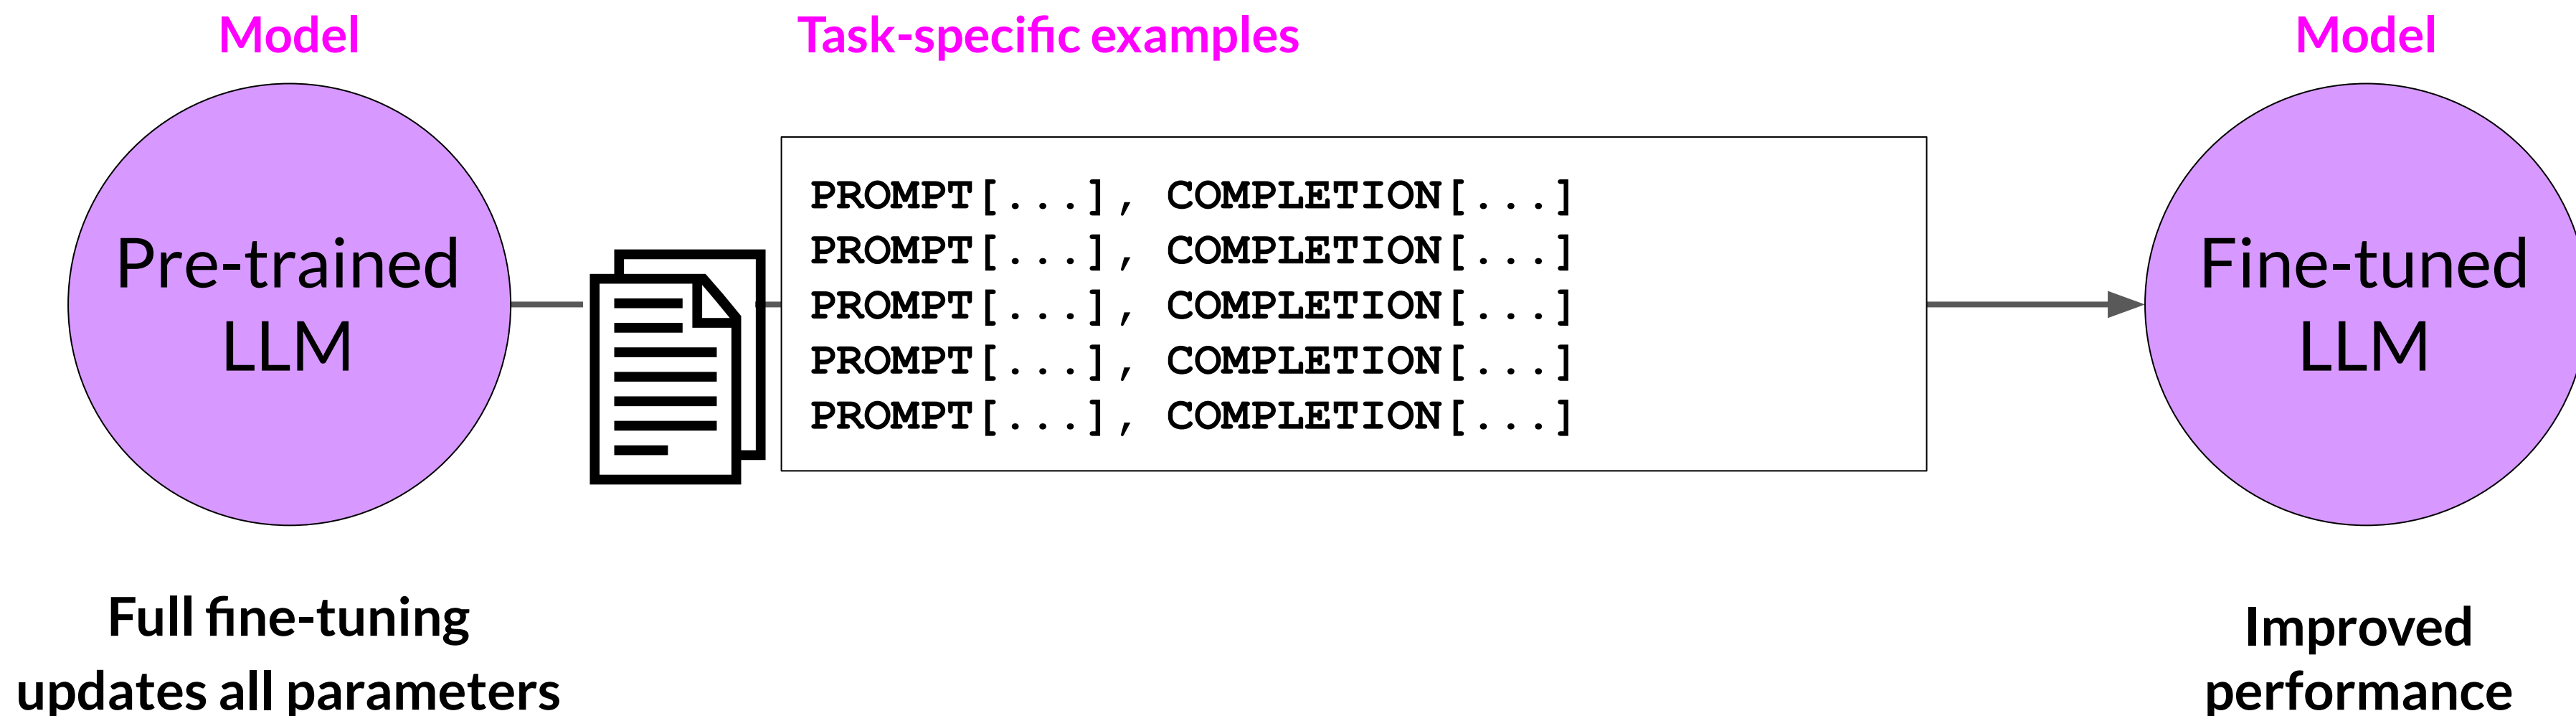 Model
Task-specific examples
Model
Pre-trained
LLM
PROMPT[...], COMPLETION[...]
PROMPT[...], COMPLETION[...]
PROMPT[...], COMPLETION[...]
PROMPT[...], COMPLETION[...]
PROMPT[...], COMPLETION[...]
Fine-tuned
LLM
Full fine-tuning
updates all parameters
Improved
performance